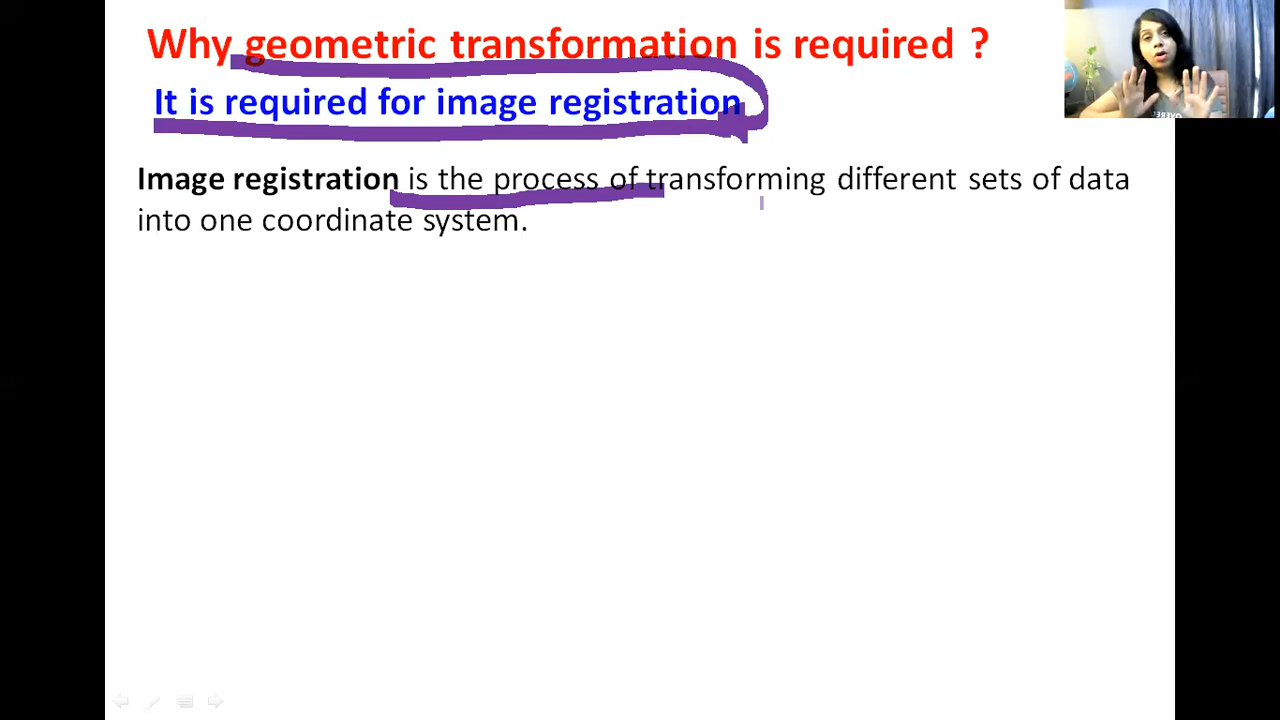 Why geometric transformation is required ?
It is required for image registration
Image registration is the process of transforming different sets of data
into one coordinate system.